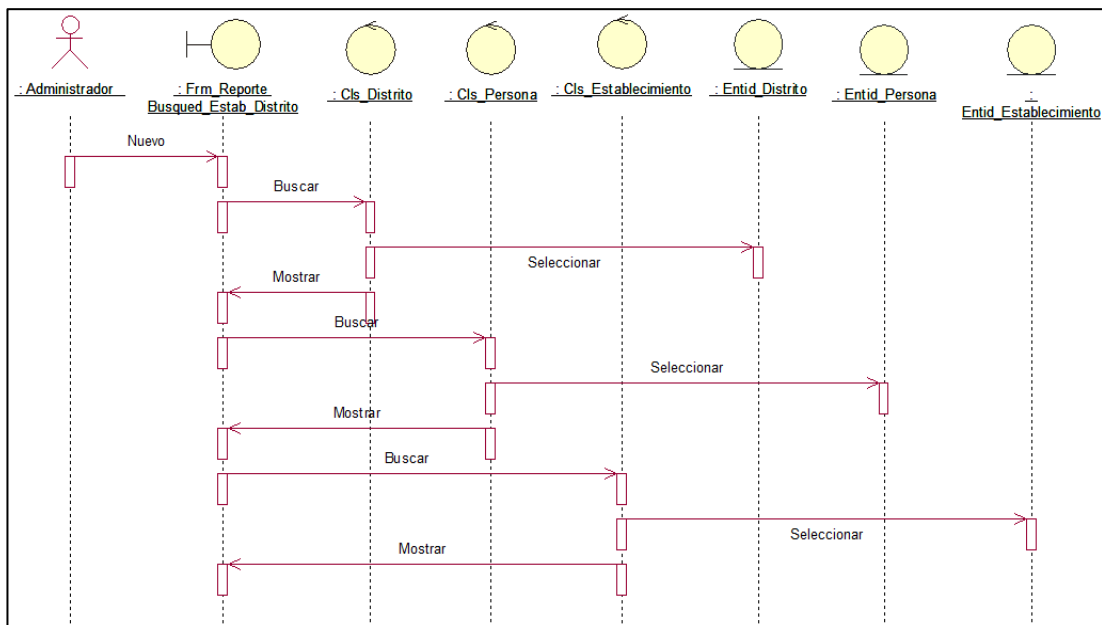 : Administrador
: Frm_Reporte
Busqued_Estab_Distrito
: Cls_Distrito
: Cls_Persona
: Cls_Establecimiento
: Entid_Distrito
: Entid_Persona
:
Entid_Establecimiento
Nuevo
Buscar
Seleccionar
Mostrar
Buscar
Seleccionar
Mostrar
Buscar
Seleccionar
Mostrar